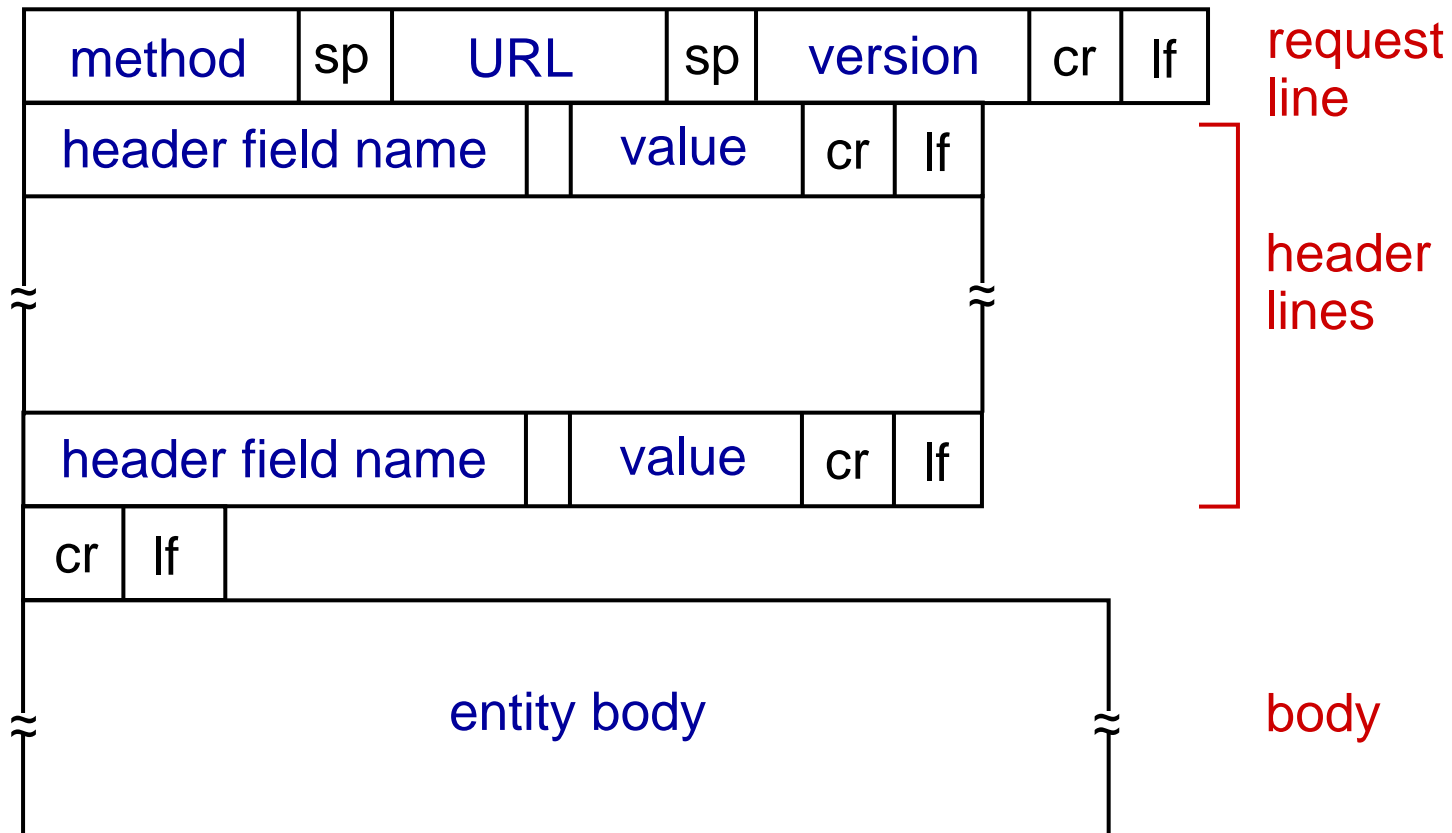 method sp URL sp version cr lf request line
header field name value cr lf
≈ ≈ header lines
header field name value cr lf
cr lf
≈ entity body ≈ body